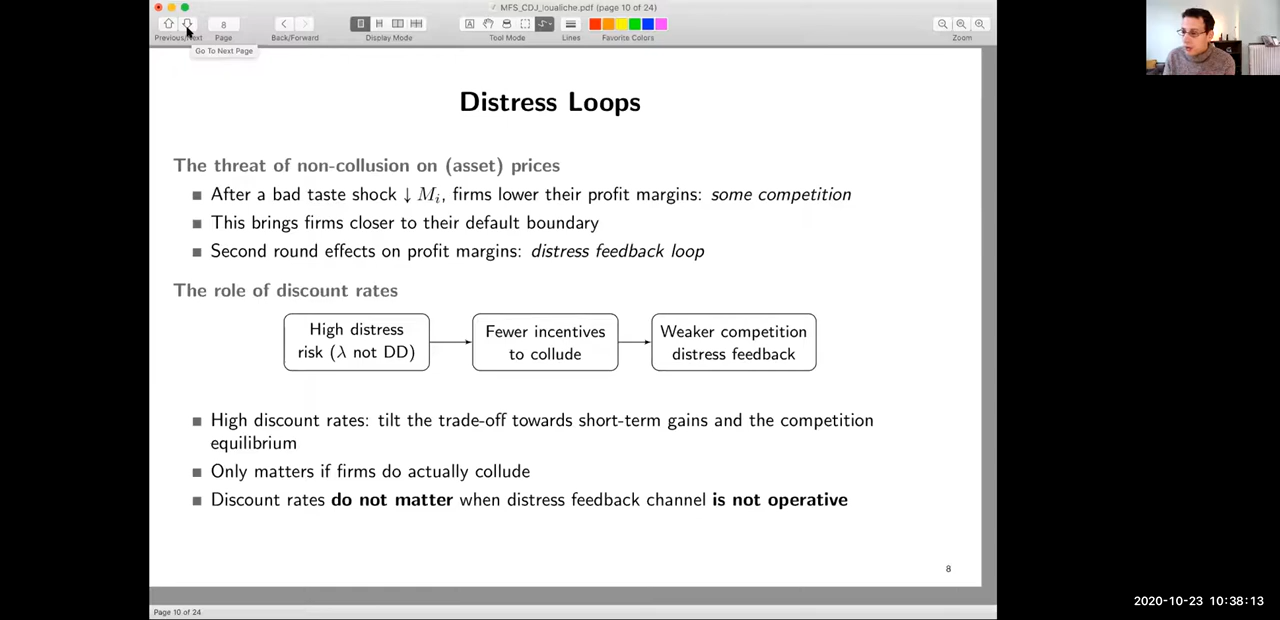 MFS_CDJ_loualiche.pdf (page 10 of 24)
8
Previous/Next Page Back/Forward Display Mode Tool Mode Lines Favorite Colors Zoom
Go To Next Page
Distress Loops
The threat of non-collusion on (asset) prices
■ After a bad taste shock ↓ Mᵢ, firms lower their profit margins: some competition
■ This brings firms closer to their default boundary
■ Second round effects on profit margins: distress feedback loop
The role of discount rates
High distress
risk (λ not DD)
Fewer incentives
to collude
Weaker competition
distress feedback
■ High discount rates: tilt the trade-off towards short-term gains and the competition
equilibrium
■ Only matters if firms do actually collude
■ Discount rates do not matter when distress feedback channel is not operative
8
Page 10 of 24
2020-10-23 10:38:13